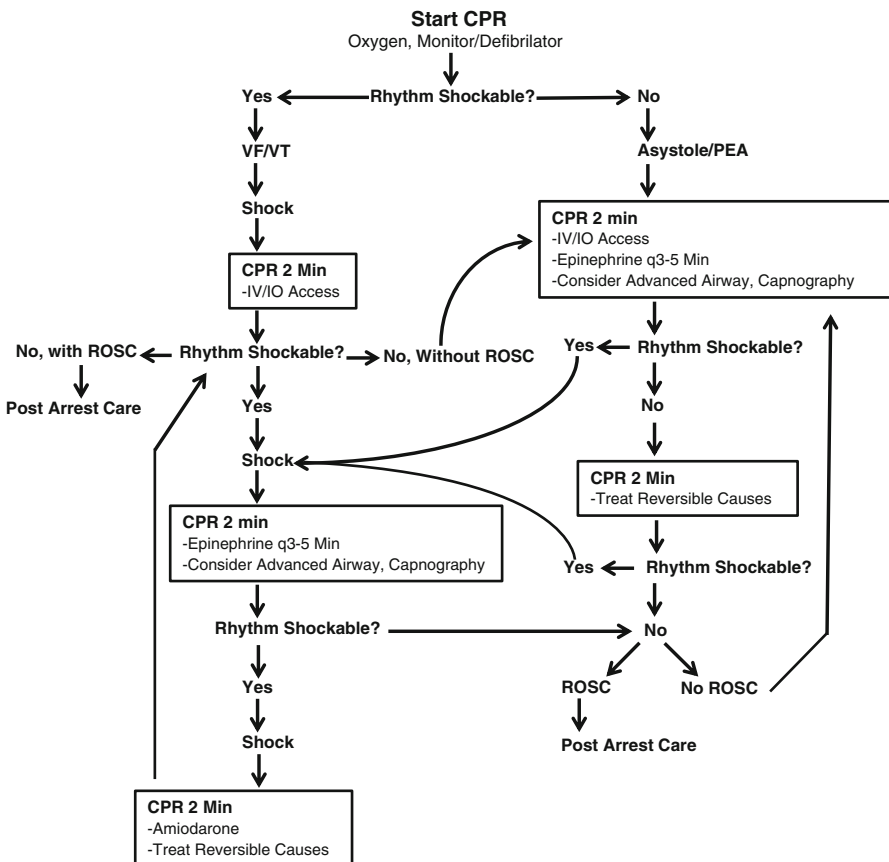 Start CPR
Oxygen, Monitor/Defibrilator
Yes
Rhythm Shockable?
No
VF/VT
Asystole/PEA
Shock
CPR 2 min
-IV/IO Access
-Epinephrine q3-5 Min
-Consider Advanced Airway, Capnography
CPR 2 Min
-IV/IO Access
No, with ROSC
Rhythm Shockable?
No, Without ROSC
Yes
Rhythm Shockable?
Post Arrest Care
Yes
No
Shock
CPR 2 Min
-Treat Reversible Causes
CPR 2 min
-Epinephrine q3-5 Min
-Consider Advanced Airway, Capnography
Yes
Rhythm Shockable?
Rhythm Shockable?
No
Yes
ROSC
No ROSC
Shock
Post Arrest Care
CPR 2 Min
-Amiodarone
-Treat Reversible Causes